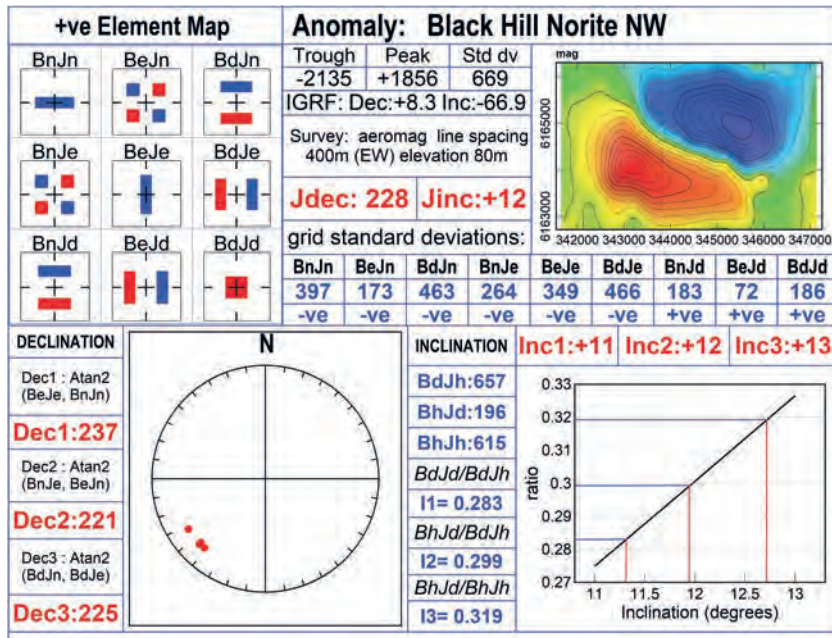 +ve Element Map
BnJn BeJn BdJn
BnJe BeJe BdJe
BnJd BeJd BdJd
Anomaly: Black Hill Norite NW
Trough Peak Std dv
-2135 +1856 669
IGRF: Dec:+8.3 Inc:-66.9
Survey: aeromag line spacing
400m (EW) elevation 80m
Jdec: 228 Jinc:+12
mag
6165000
6163000
342000 343000 344000 345000 346000 347000
grid standard deviations:
BnJn BeJn BdJn BnJe BeJe BdJe BnJd BeJd BdJd
397 173 463 264 349 466 183 72 186
-ve -ve -ve -ve -ve -ve +ve +ve +ve
DECLINATION
Dec1 : Atan2
(BeJe, BnJn)
Dec1:237
Dec2 : Atan2
(BnJe, BeJn)
Dec2:221
Dec3 : Atan2
(BdJn, BdJe)
Dec3:225
N
INCLINATION
BdJh:657
BhJd:196
BhJh:615
BdJd/BdJh
I1= 0.283
BhJd/BdJh
I2= 0.299
BhJd/BhJh
I3= 0.319
Inc1:+11 Inc2:+12 Inc3:+13
0.33
0.32
0.31
0.3
0.29
0.28
0.27
ratio
11 11.5 12 12.5 13
Inclination (degrees)